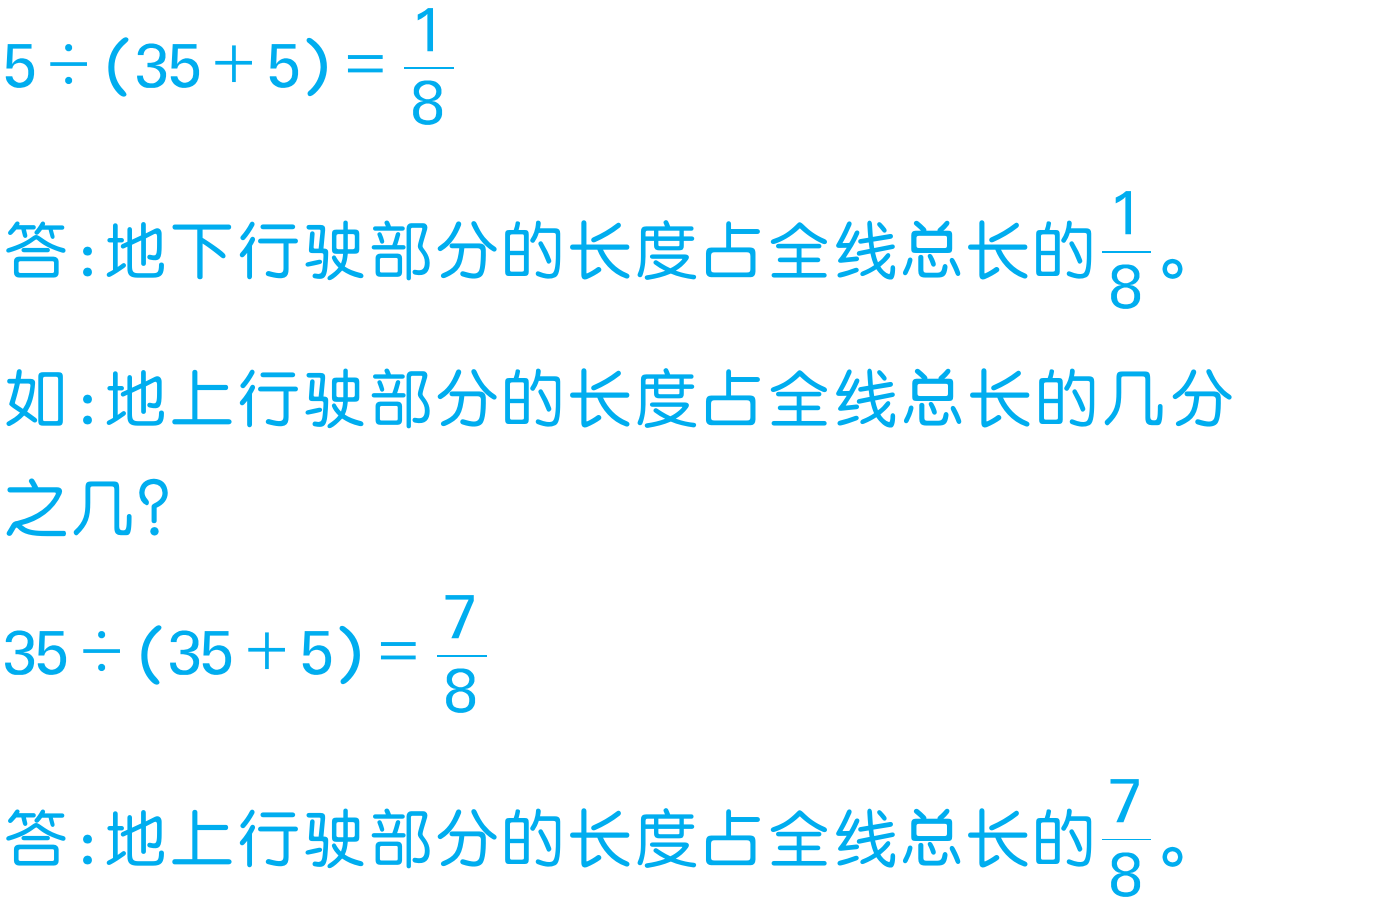 5÷(35+5)=1/8
答:地下行驶部分的长度占全线总长的1/8。
如:地上行驶部分的长度占全线总长的几分
之几?
35÷(35+5)=7/8
答:地上行驶部分的长度占全线总长的7/8。